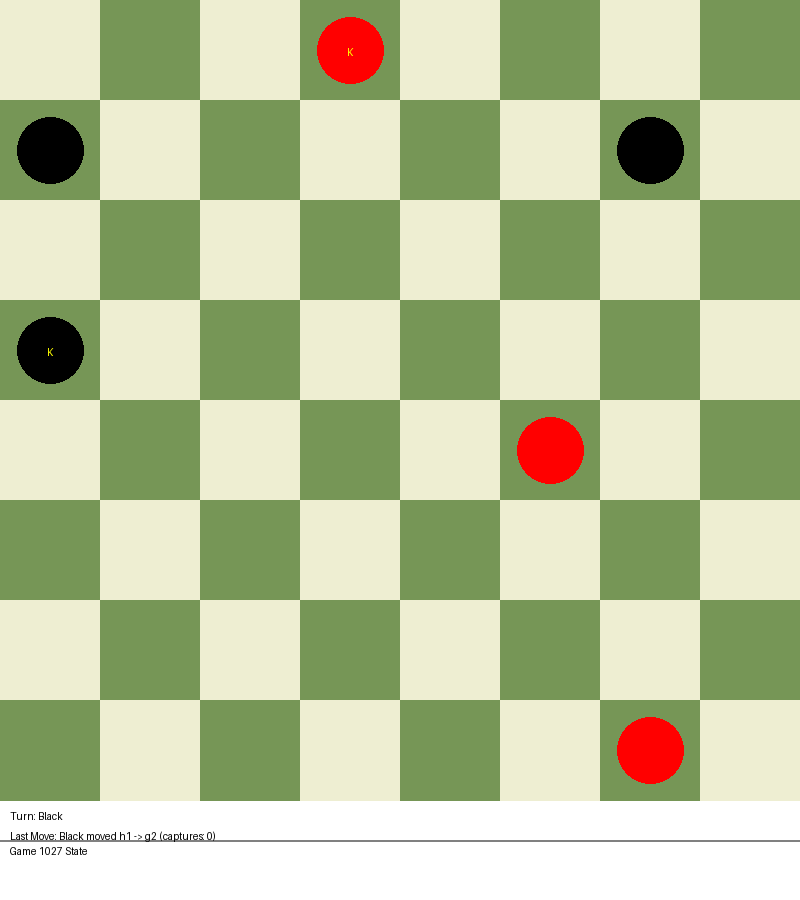 K
K
Turn: Black
Last Move: Black moved h1 -> g2 (captures: 0)
Game 1027 State